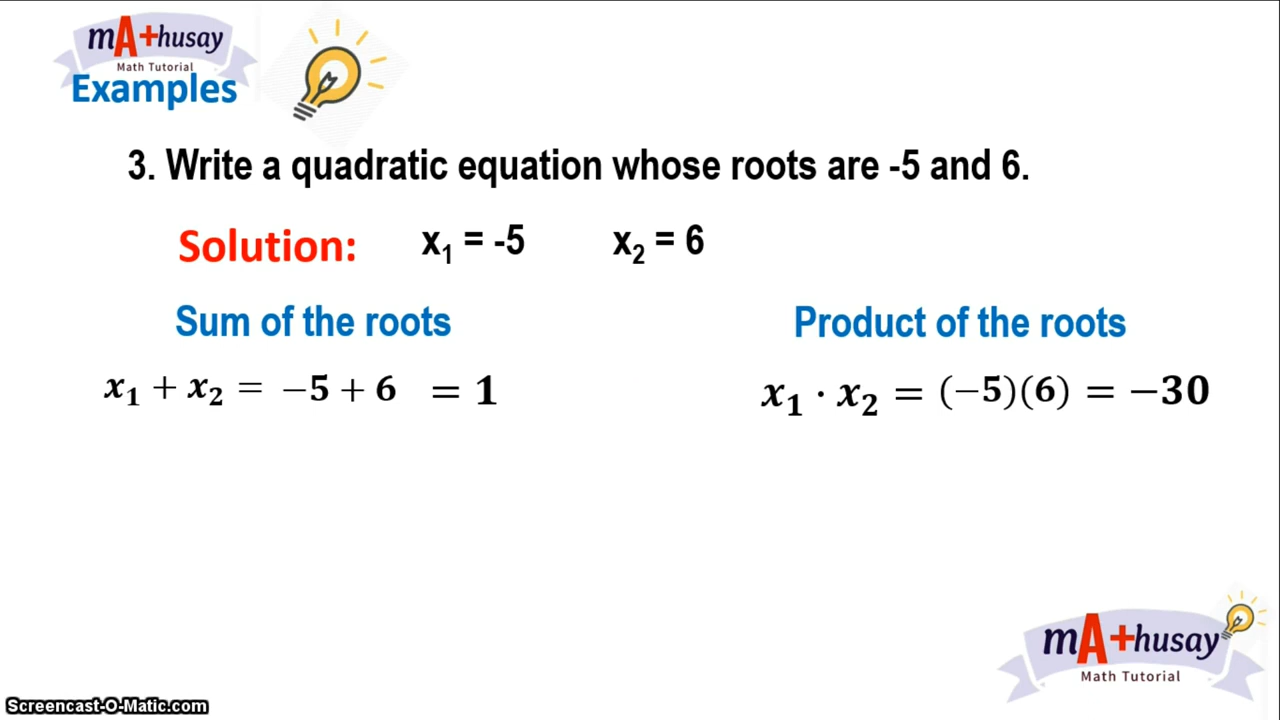 mA+husay
Math Tutorial
Examples
3. Write a quadratic equation whose roots are -5 and 6.
Solution: x₁ = -5 x₂ = 6
Sum of the roots Product of the roots
x₁ + x₂ = −5 + 6 = 1 x₁ · x₂ = (−5)(6) = −30
mA+husay
Math Tutorial
Screencast-O-Matic.com